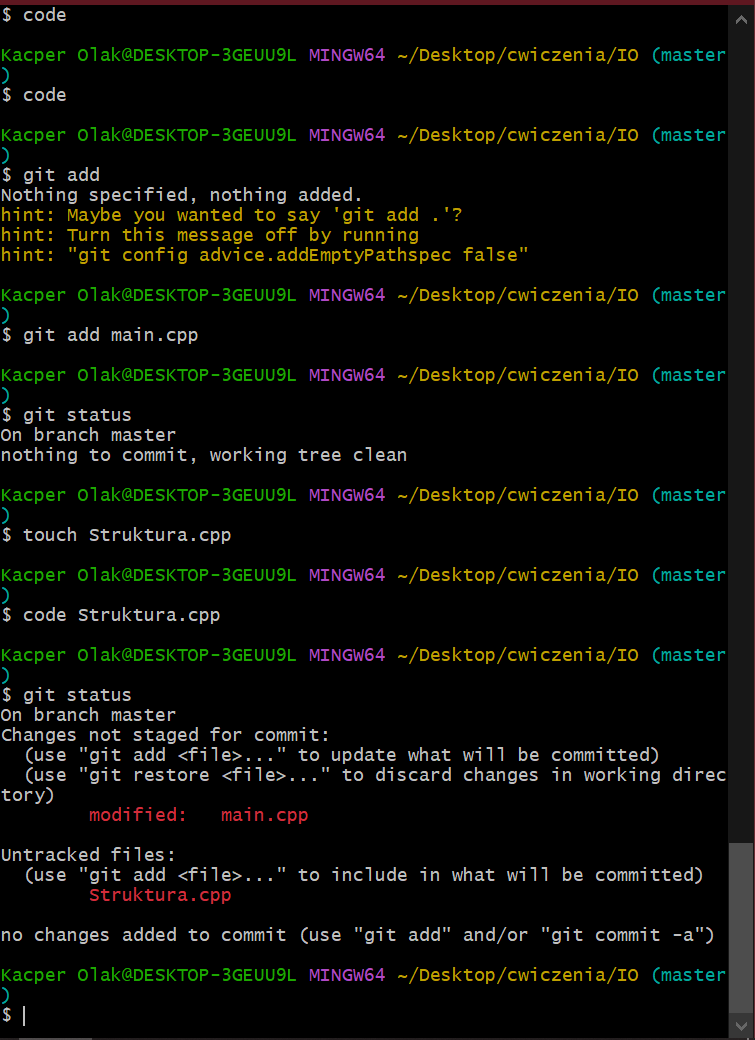 $ code
Kacper Olak@DESKTOP-3GEUU9L MINGW64 ~/Desktop/cwiczenia/IO (master
)
$ code
Kacper Olak@DESKTOP-3GEUU9L MINGW64 ~/Desktop/cwiczenia/IO (master
)
$ git add
Nothing specified, nothing added.
hint: Maybe you wanted to say 'git add .'?
hint: Turn this message off by running
hint: "git config advice.addEmptyPathspec false"
Kacper Olak@DESKTOP-3GEUU9L MINGW64 ~/Desktop/cwiczenia/IO (master
)
$ git add main.cpp
Kacper Olak@DESKTOP-3GEUU9L MINGW64 ~/Desktop/cwiczenia/IO (master
)
$ git status
On branch master
nothing to commit, working tree clean
Kacper Olak@DESKTOP-3GEUU9L MINGW64 ~/Desktop/cwiczenia/IO (master
)
$ touch Struktura.cpp
Kacper Olak@DESKTOP-3GEUU9L MINGW64 ~/Desktop/cwiczenia/IO (master
)
$ code Struktura.cpp
Kacper Olak@DESKTOP-3GEUU9L MINGW64 ~/Desktop/cwiczenia/IO (master
)
$ git status
On branch master
Changes not staged for commit:
  (use "git add <file>..." to update what will be committed)
  (use "git restore <file>..." to discard changes in working direc
tory)
        modified:   main.cpp
Untracked files:
  (use "git add <file>..." to include in what will be committed)
        Struktura.cpp
no changes added to commit (use "git add" and/or "git commit -a")
Kacper Olak@DESKTOP-3GEUU9L MINGW64 ~/Desktop/cwiczenia/IO (master
)
$